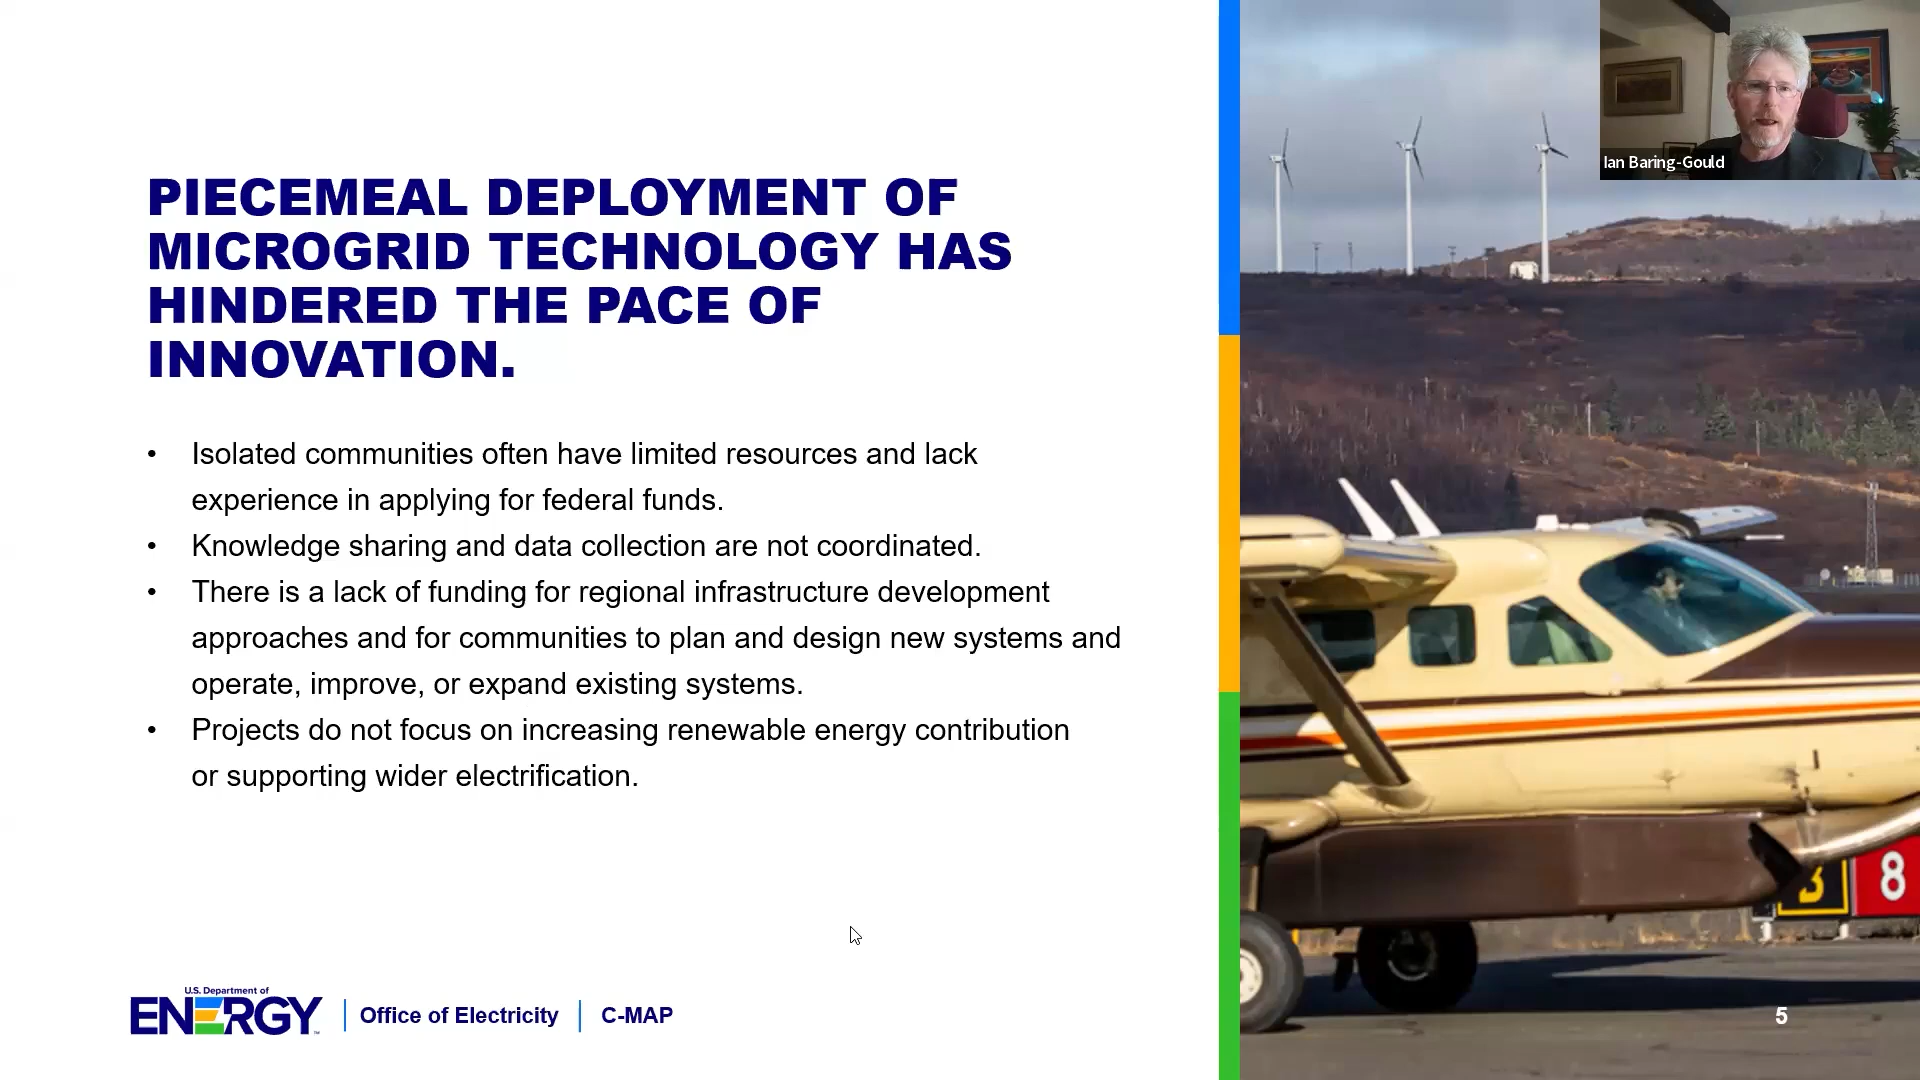 PIECEMEAL DEPLOYMENT OF
MICROGRID TECHNOLOGY HAS
HINDERED THE PACE OF
INNOVATION.
• Isolated communities often have limited resources and lack
experience in applying for federal funds.
• Knowledge sharing and data collection are not coordinated.
• There is a lack of funding for regional infrastructure development
approaches and for communities to plan and design new systems and
operate, improve, or expand existing systems.
• Projects do not focus on increasing renewable energy contribution
or supporting wider electrification.
U.S. Department of
ENERGY
Office of Electricity
C-MAP
Ian Baring-Gould
3
8
5